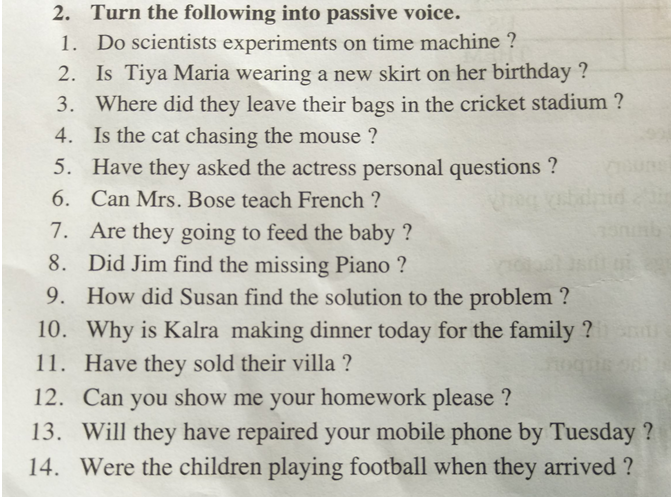 2. Turn the following into passive voice.
1. Do scientists experiments on time machine ?
2. Is Tiya Maria wearing a new skirt on her birthday ?
3. Where did they leave their bags in the cricket stadium ?
4. Is the cat chasing the mouse ?
5. Have they asked the actress personal questions ?
6. Can Mrs. Bose teach French ?
7. Are they going to feed the baby ?
8. Did Jim find the missing Piano ?
9. How did Susan find the solution to the problem ?
10. Why is Kalra making dinner today for the family ?
11. Have they sold their villa ?
12. Can you show me your homework please ?
13. Will they have repaired your mobile phone by Tuesday ?
14. Were the children playing football when they arrived ?